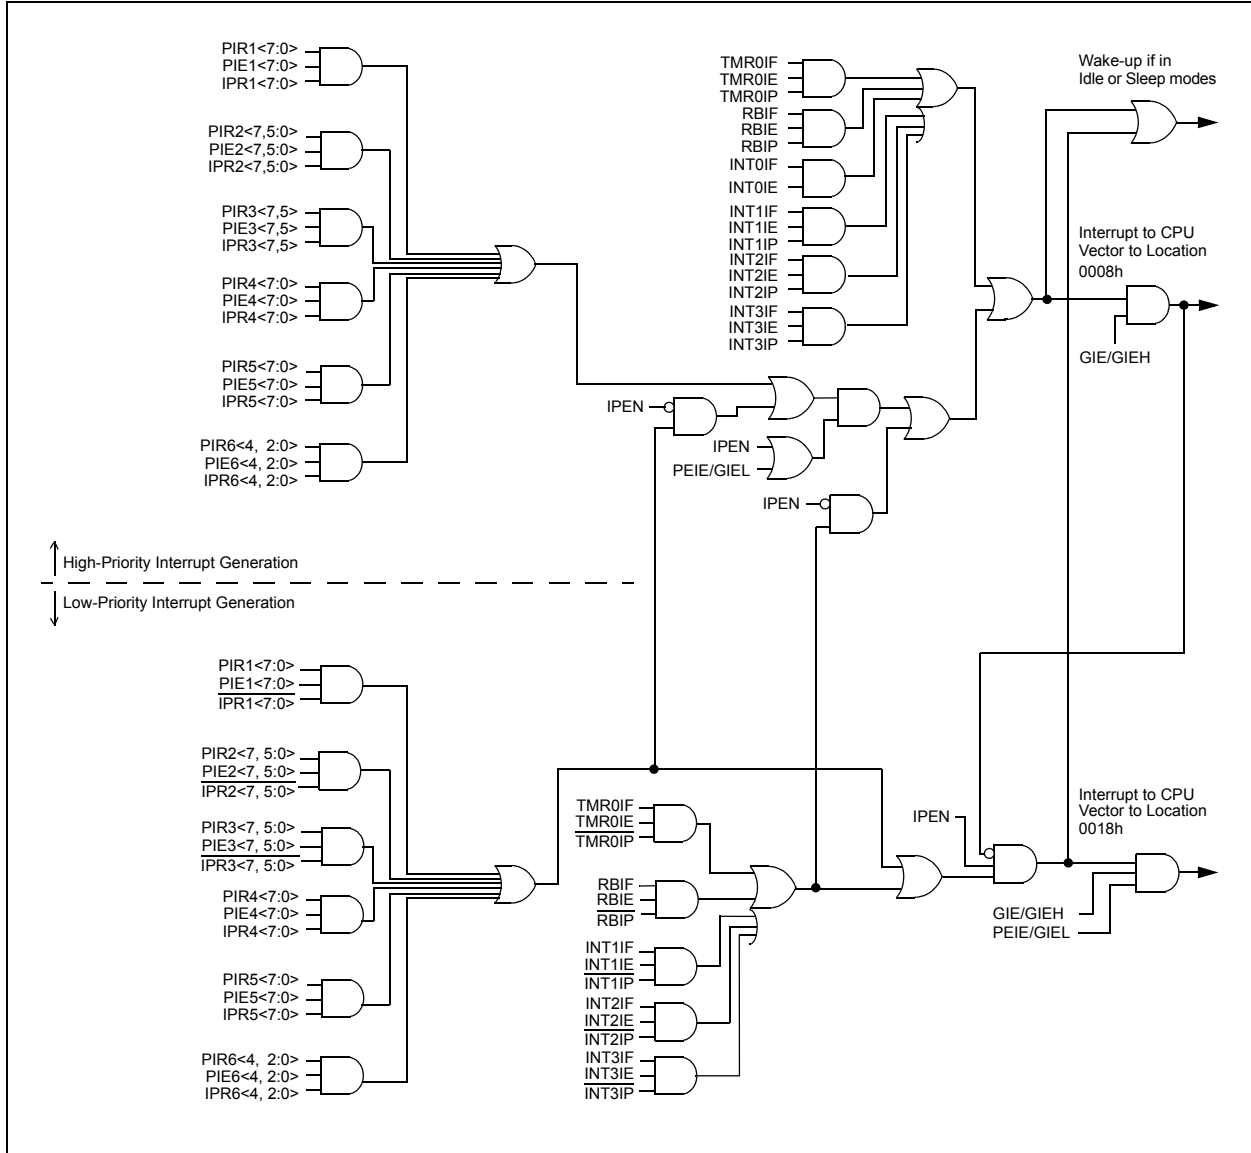 PIR1<7:0>
PIE1<7:0>
IPR1<7:0>
PIR2<7,5:0>
PIE2<7,5:0>
IPR2<7,5:0>
PIR3<7,5>
PIE3<7,5>
IPR3<7,5>
PIR4<7:0>
PIE4<7:0>
IPR4<7:0>
PIR5<7:0>
PIE5<7:0>
IPR5<7:0>
PIR6<4, 2:0>
PIE6<4, 2:0>
IPR6<4, 2:0>
TMR0IF
TMR0IE
TMR0IP
RBIF
RBIE
RBIP
INT0IF
INT0IE
INT1IF
INT1IE
INT1IP
INT2IF
INT2IE
INT2IP
INT3IF
INT3IE
INT3IP
Wake-up if in
Idle or Sleep modes
Interrupt to CPU
Vector to Location
0008h
GIE/GIEH
IPEN
IPEN
PEIE/GIEL
IPEN
High-Priority Interrupt Generation
Low-Priority Interrupt Generation
PIR1<7:0>
PIE1<7:0>
IPR1<7:0>
PIR2<7, 5:0>
PIE2<7, 5:0>
IPR2<7, 5:0>
PIR3<7, 5:0>
PIE3<7, 5:0>
IPR3<7, 5:0>
PIR4<7:0>
PIE4<7:0>
IPR4<7:0>
PIR5<7:0>
PIE5<7:0>
IPR5<7:0>
PIR6<4, 2:0>
PIE6<4, 2:0>
IPR6<4, 2:0>
TMR0IF
TMR0IE
TMR0IP
RBIF
RBIE
RBIP
INT1IF
INT1IE
INT1IP
INT2IF
INT2IE
INT2IP
INT3IF
INT3IE
INT3IP
IPEN
Interrupt to CPU
Vector to Location
0018h
GIE/GIEH
PEIE/GIEL